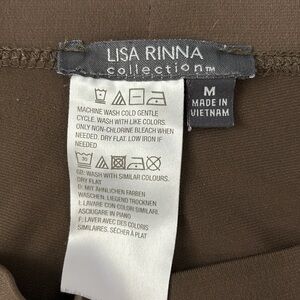 LISA RINNA
collection™
M
MADE IN
VIETNAM
MACHINE WASH COLD GENTLE
CYCLE. WASH WITH LIKE COLORS.
ONLY NON-CHLORINE BLEACH WHEN
NEEDED. DRY FLAT. LOW IRON IF
NEEDED.
30
GB: WASH WITH SIMILAR COLOURS.
DRY FLAT
D: MIT ÄHNLICHEN FARBEN
WASCHEN. LIEGEND TROCKNEN
I: LAVARE CON COLORI SIMILARI.
ASCIUGARE IN PIANO
F: LAVER AVEC DES COLORIS
SIMILAIRES. SÉCHER À PLAT